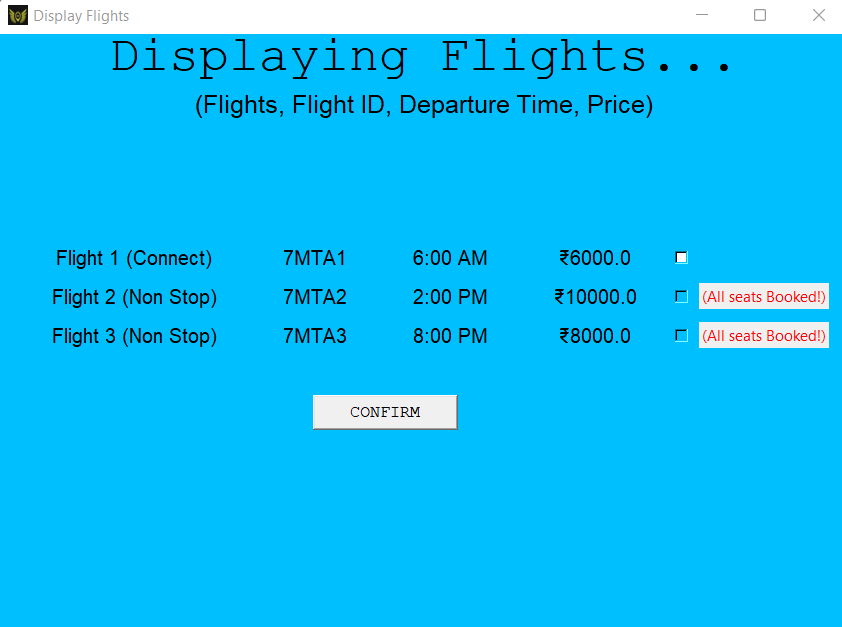 Display Flights
Displaying Flights...
(Flights, Flight ID, Departure Time, Price)
Flight 1 (Connect) 7MTA1 6:00 AM ₹6000.0
Flight 2 (Non Stop) 7MTA2 2:00 PM ₹10000.0 (All seats Booked!)
Flight 3 (Non Stop) 7MTA3 8:00 PM ₹8000.0 (All seats Booked!)
CONFIRM